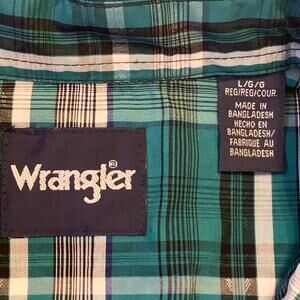 Wrangler®
L/G/G
REG/REG/COUR.
MADE IN
BANGLADESH
HECHO EN
BANGLADESH/
FABRIQUE AU
BANGLADESH